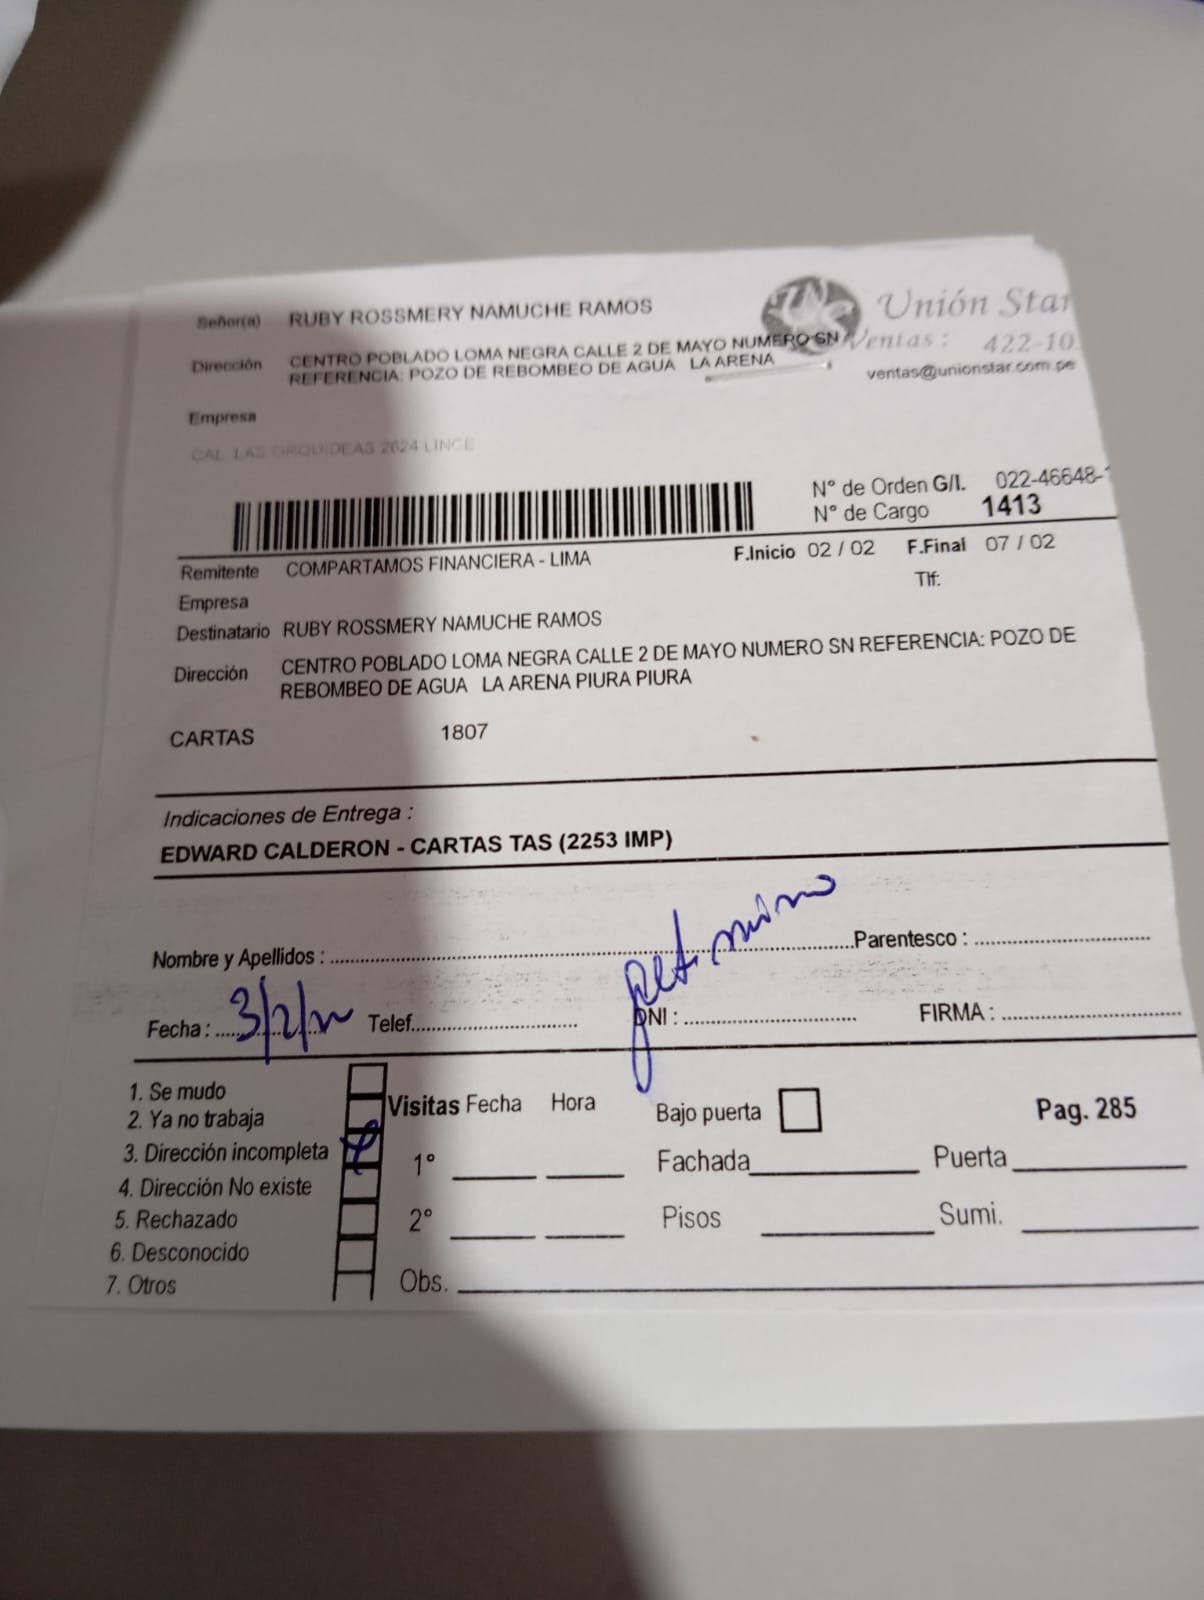 Señor(a) RUBY ROSSMERY NAMUCHE RAMOS
Unión Star
Dirección CENTRO POBLADO LOMA NEGRA CALLE 2 DE MAYO NUMERO SN
REFERENCIA: POZO DE REBOMBEO DE AGUA LA ARENA
Ventas: 422-10
ventas@unionstar.com.pe
Empresa
CAL. LAS ORQUIDEAS 2624 LINCE
N° de Orden G/I. 022-46648-
N° de Cargo 1413
Remitente COMPARTAMOS FINANCIERA - LIMA
F.Inicio 02 / 02 F.Final 07 / 02
Empresa
Tlf:
Destinatario RUBY ROSSMERY NAMUCHE RAMOS
Dirección CENTRO POBLADO LOMA NEGRA CALLE 2 DE MAYO NUMERO SN REFERENCIA: POZO DE
REBOMBEO DE AGUA LA ARENA PIURA PIURA
CARTAS 1807
Indicaciones de Entrega :
EDWARD CALDERON - CARTAS TAS (2253 IMP)
Nombre y Apellidos : Parentesco :
Fecha : 3/2/ Telef. DNI : FIRMA :
1. Se mudo
2. Ya no trabaja
3. Dirección incompleta
4. Dirección No existe
5. Rechazado
6. Desconocido
7. Otros
Visitas Fecha Hora
1°
2°
Obs.
Bajo puerta
Pag. 285
Fachada Puerta
Pisos Sumi.